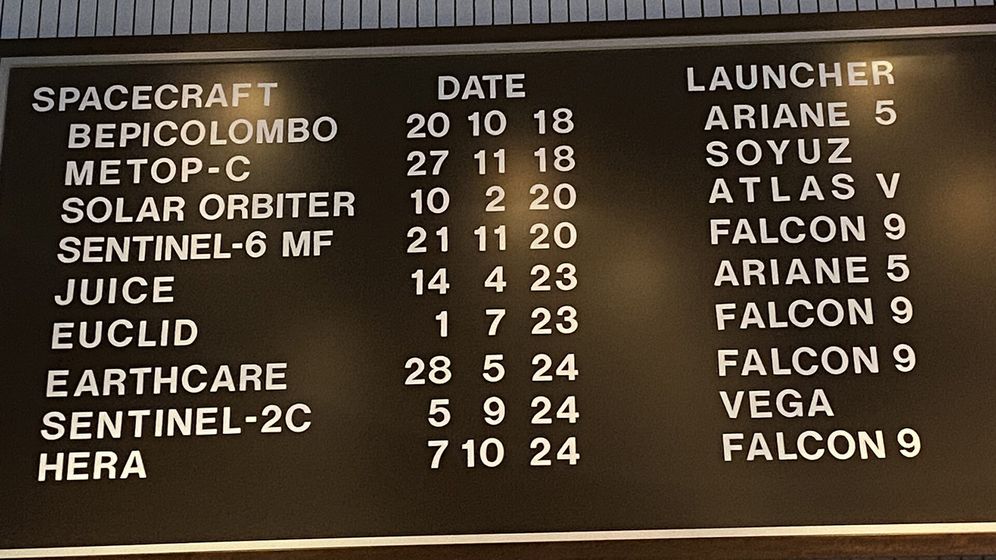 SPACECRAFT DATE LAUNCHER
BEPICOLOMBO 20 10 18 ARIANE 5
METOP-C 27 11 18 SOYUZ
SOLAR ORBITER 10 2 20 ATLAS V
SENTINEL-6 MF 21 11 20 FALCON 9
JUICE 14 4 23 ARIANE 5
EUCLID 1 7 23 FALCON 9
EARTHCARE 28 5 24 FALCON 9
SENTINEL-2C 5 9 24 VEGA
HERA 7 10 24 FALCON 9